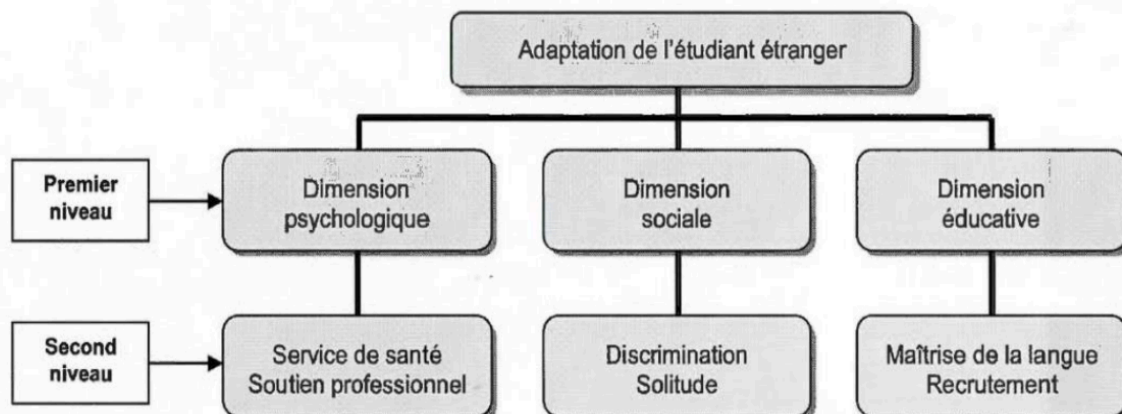 Adaptation de l'étudiant étranger
Premier
niveau
Dimension
psychologique
Dimension
sociale
Dimension
éducative
Second
niveau
Service de santé
Soutien professionnel
Discrimination
Solitude
Maîtrise de la langue
Recrutement